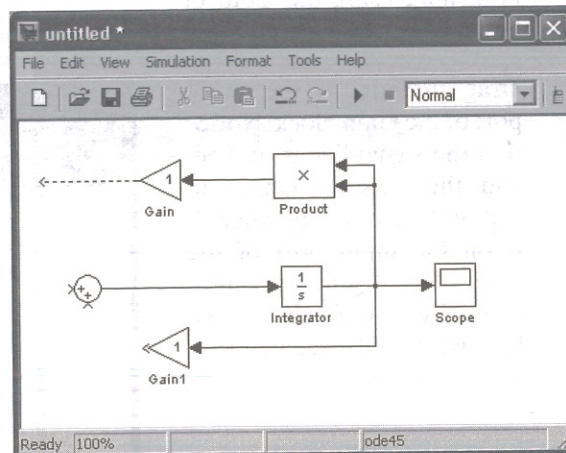 untitled *
File Edit View Simulation Format Tools Help
Normal
1
×
Gain
Product
+
+
1
s
Integrator
Scope
1
Gain1
Ready 100% ode45